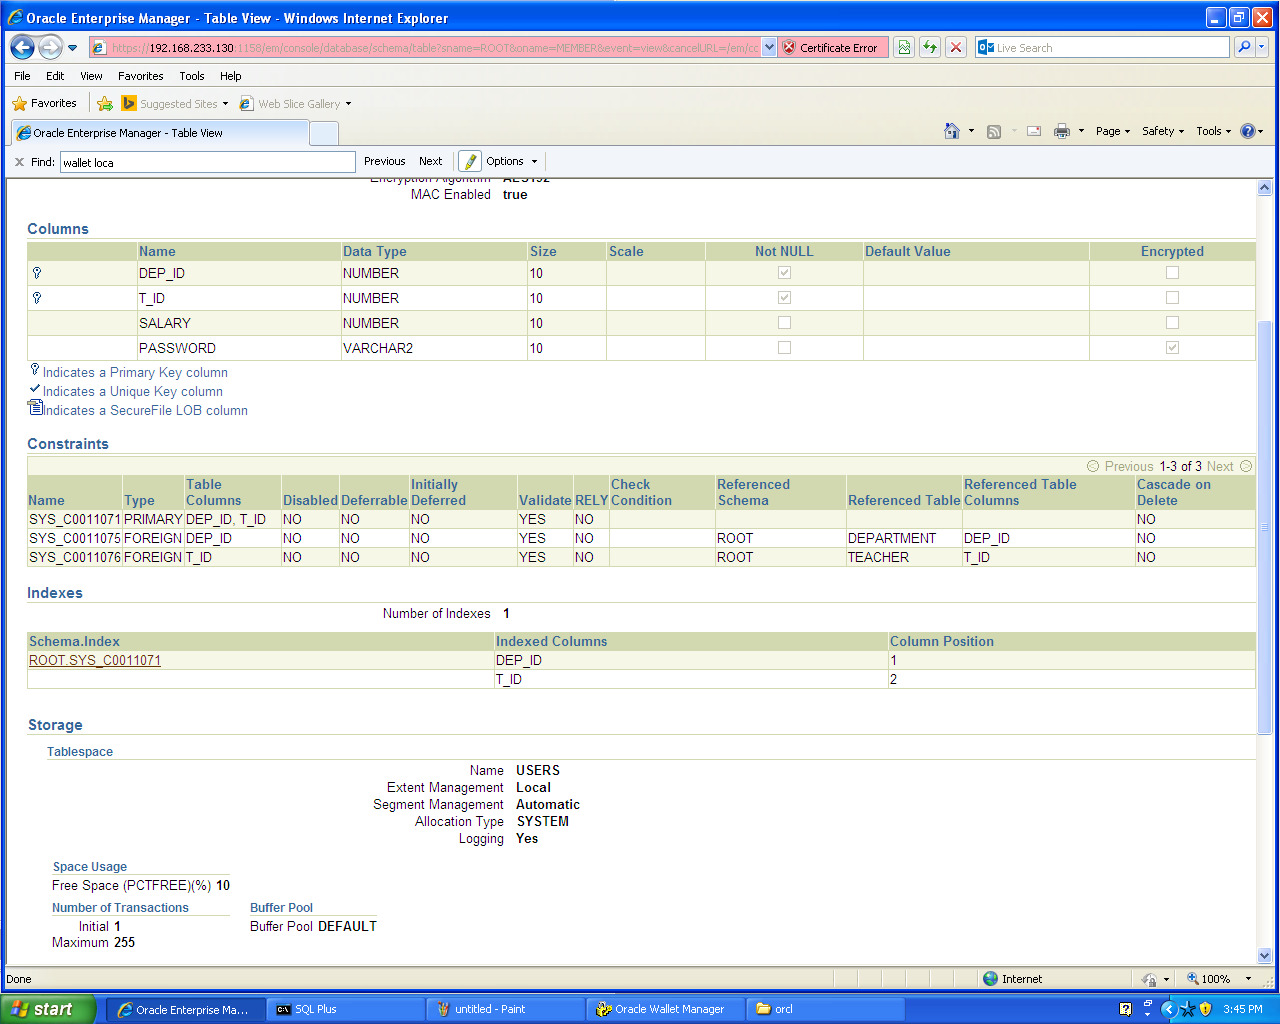 Oracle Enterprise Manager - Table View - Windows Internet Explorer
https://192.168.233.130:1158/em/console/database/schema/table?sname=ROOT&oname=MEMBER&event=view&cancelURL=/em/cc Certificate Error Live Search
File Edit View Favorites Tools Help
Favorites Suggested Sites Web Slice Gallery
Oracle Enterprise Manager - Table View Page Safety Tools
Find: wallet loca Previous Next Options
Encryption Algorithm AES192
MAC Enabled true
Columns
Name Data Type Size Scale Not NULL Default Value Encrypted
DEP_ID NUMBER 10
T_ID NUMBER 10
SALARY NUMBER 10
PASSWORD VARCHAR2 10
Indicates a Primary Key column
Indicates a Unique Key column
Indicates a SecureFile LOB column
Constraints
Previous 1-3 of 3 Next
Name Type Table Columns Disabled Deferrable Initially Deferred Validate RELY Check Condition Referenced Schema Referenced Table Referenced Table Columns Cascade on Delete
SYS_C0011071 PRIMARY DEP_ID, T_ID NO NO NO YES NO NO
SYS_C0011075 FOREIGN DEP_ID NO NO NO YES NO ROOT DEPARTMENT DEP_ID NO
SYS_C0011076 FOREIGN T_ID NO NO NO YES NO ROOT TEACHER T_ID NO
Indexes
Number of Indexes 1
Schema.Index Indexed Columns Column Position
ROOT.SYS_C0011071 DEP_ID 1
T_ID 2
Storage
Tablespace
Name USERS
Extent Management Local
Segment Management Automatic
Allocation Type SYSTEM
Logging Yes
Space Usage
Free Space (PCTFREE)(%) 10
Number of Transactions Buffer Pool
Initial 1 Buffer Pool DEFAULT
Maximum 255
Done Internet 100%
start Oracle Enterprise Ma... SQL Plus untitled - Paint Oracle Wallet Manager orcl 3:45 PM